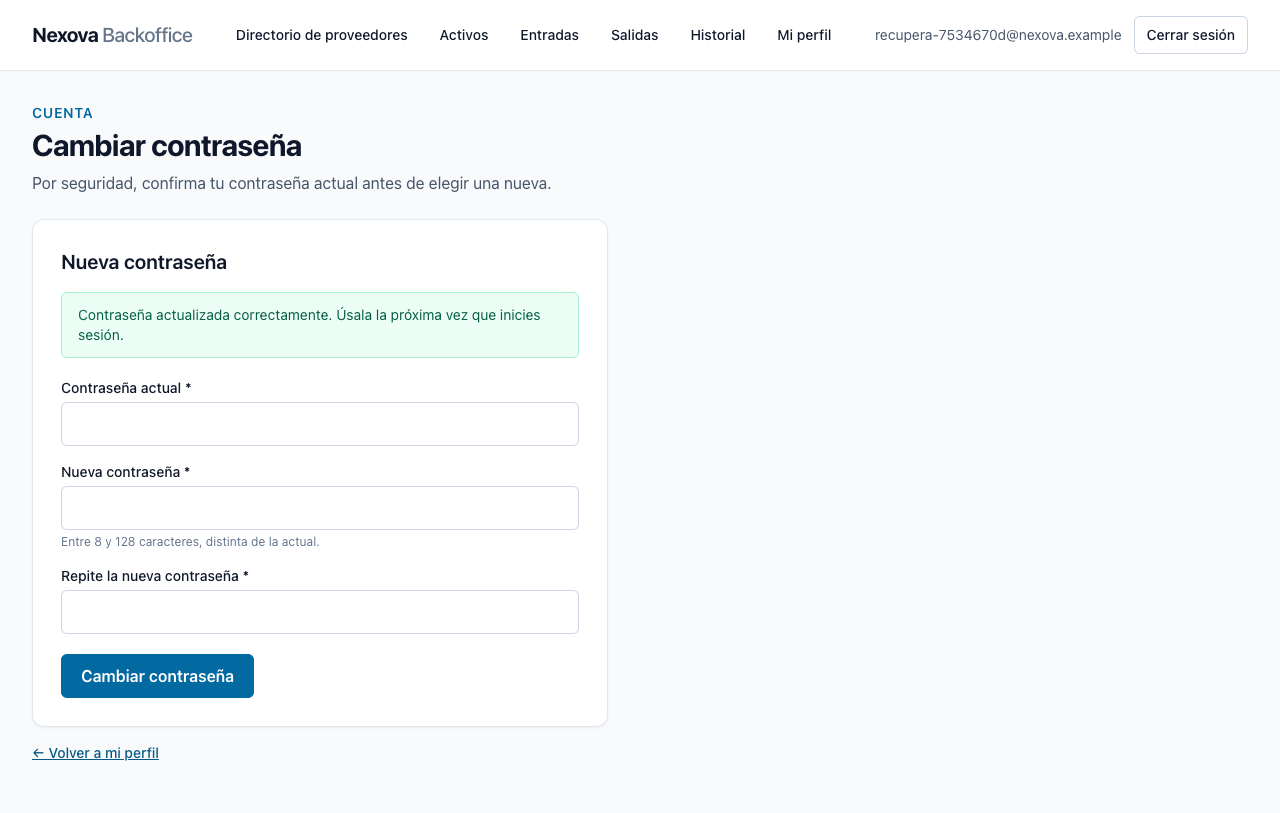 Nexova Backoffice
Directorio de proveedores
Activos
Entradas
Salidas
Historial
Mi perfil
recupera-7534670d@nexova.example
Cerrar sesión
CUENTA
Cambiar contraseña
Por seguridad, confirma tu contraseña actual antes de elegir una nueva.
Nueva contraseña
Contraseña actualizada correctamente. Úsala la próxima vez que inicies
sesión.
Contraseña actual *
Nueva contraseña *
Entre 8 y 128 caracteres, distinta de la actual.
Repite la nueva contraseña *
Cambiar contraseña
← Volver a mi perfil